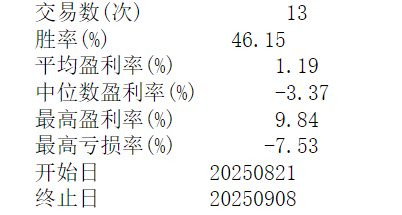 交易数(次) 13
胜率(%) 46.15
平均盈利率(%) 1.19
中位数盈利率(%) -3.37
最高盈利率(%) 9.84
最高亏损率(%) -7.53
开始日 20250821
终止日 20250908